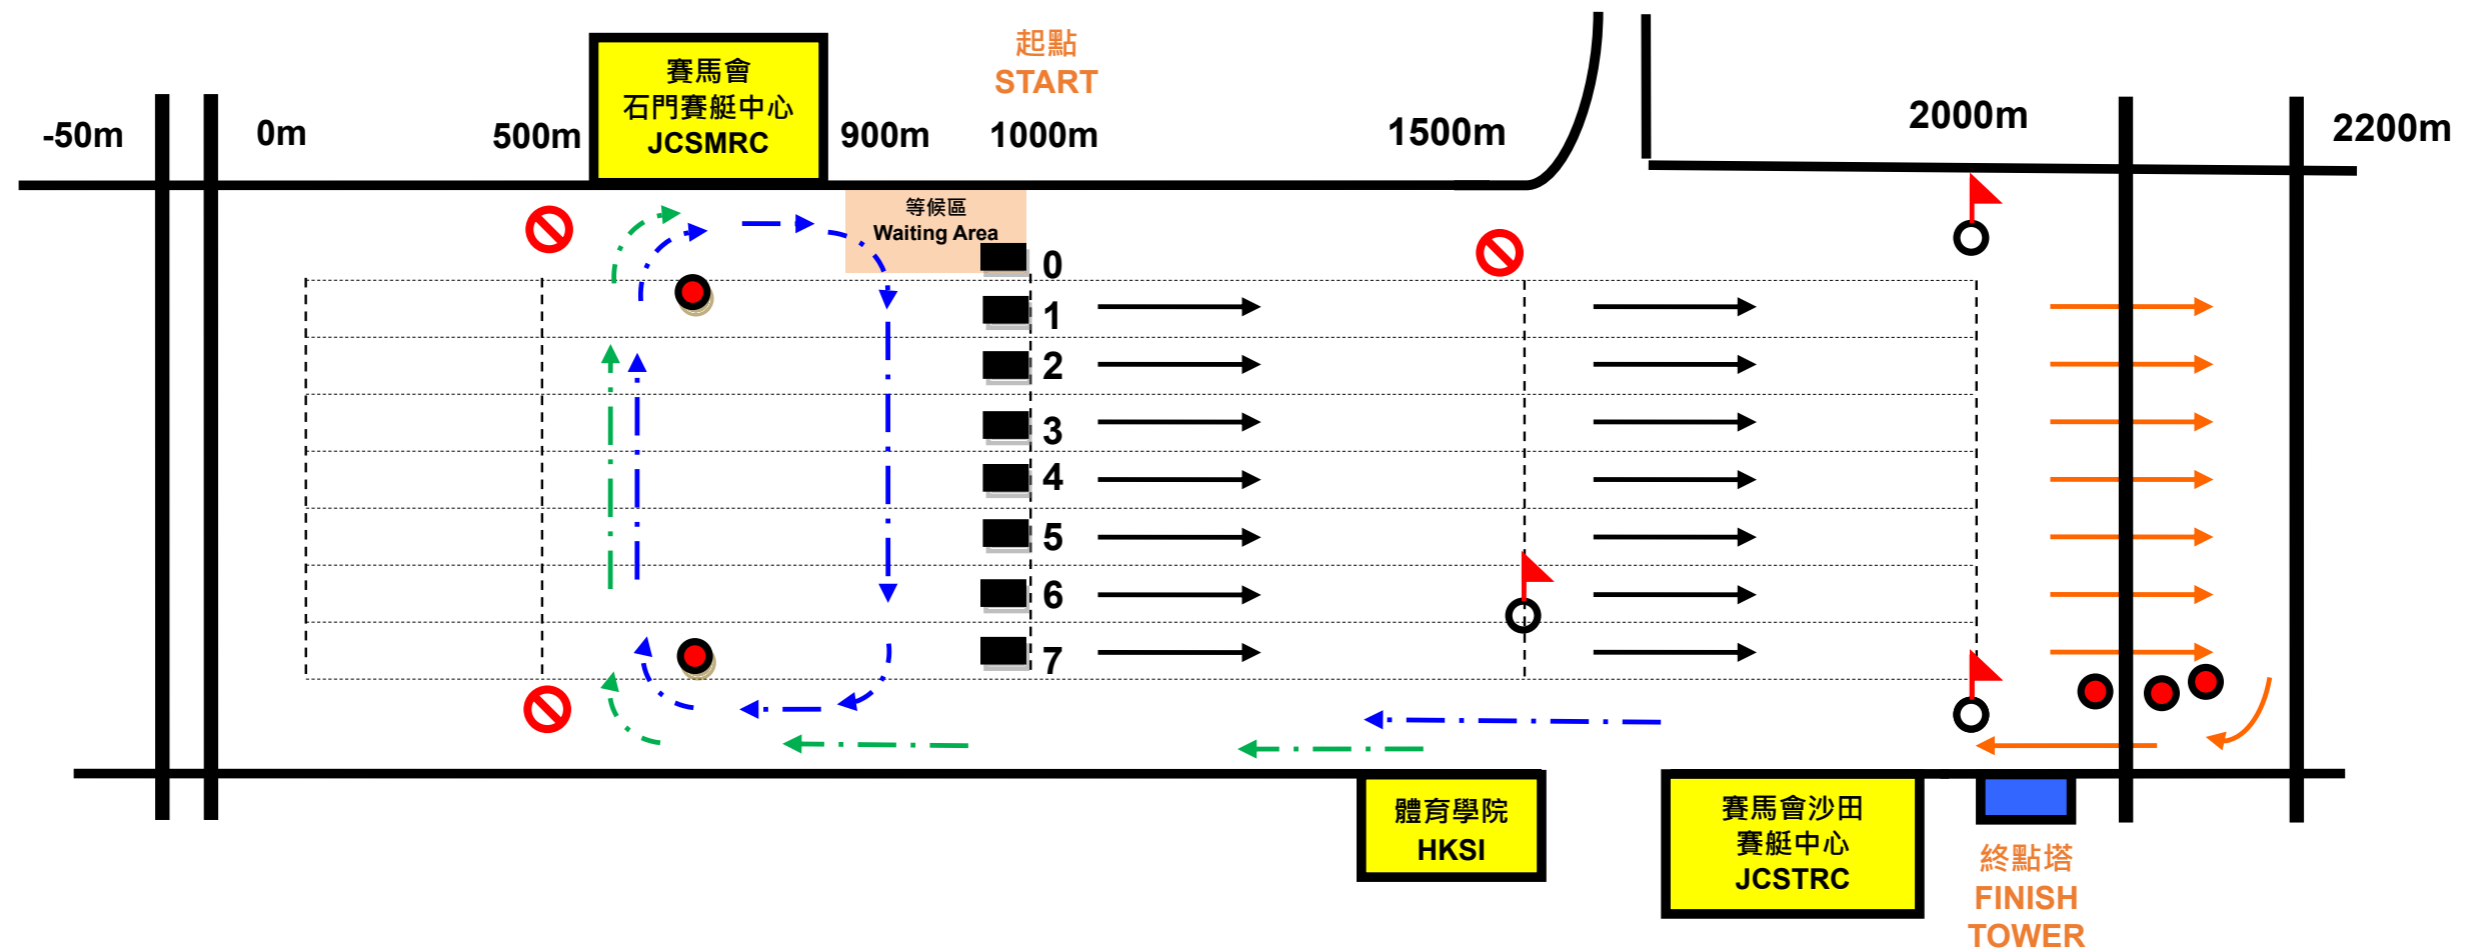 -50m
0m
500m
賽馬會
石門賽艇中心
JCSMRC
900m
起點
START
1000m
1500m
2000m
2200m
等候區
Waiting Area
0
1
2
3
4
5
6
7
體育學院
HKSI
賽馬會沙田
賽艇中心
JCSTRC
終點塔
FINISH
TOWER